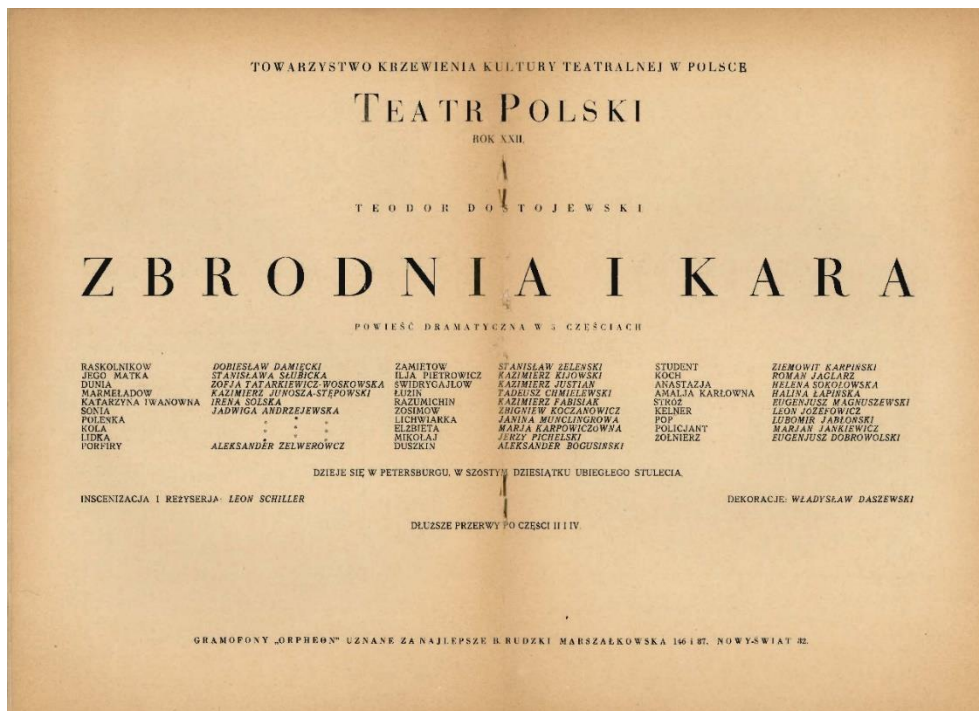 TOWARZYSTWO KRZEWIENIA KULTURY TEATRALNEJ W POLSCE
TEATR POLSKI
ROK XXII.
TEODOR DOSTOJEWSKI
ZBRODNIA I KARA
POWIEŚĆ DRAMATYCZNA W 5 CZĘŚCIACH
RASKOLNIKOW DOBIESŁAW DAMIĘCKI
JEGO MATKA STANISŁAWA SŁUBICKA
DUNIA ZOFJA TATARKIEWICZ-WOSKOWSKA
MARMEŁADOW KAZIMIERZ JUNOSZA-STĘPOWSKI
KATARZYNA IWANOWNA IRENA SOLSKA
SONIA JADWIGA ANDRZEJEWSKA
POLEŃKA * * *
KOLA * * *
LIDKA * * *
PORFIRY ALEKSANDER ZELWEROWCZ
ZAMIETOW STANISŁAW ŻELEŃSKI
ILJA PIETROWICZ KAZIMIERZ KIJOWSKI
ŚWIDRYGAJŁOW KAZIMIERZ JUSTIAN
ŁUŻIN TADEUSZ CHMIELEWSKI
RAZUMICHIN KAZIMIERZ FABISIAK
ZOSIMOW ZBIGNIEW KOCZANOWICZ
LICHWIARKA JANINA MUNCLINGROWA
ELŻBIETA MARJA KARPOWICZOWNA
MIKOŁAJ JERZY PICHELSKI
DUSZKIN ALEKSANDER BOGUSIŃSKI
STUDENT ZIEMOWIT KARPIŃSKI
KOCH ROMAN JAGLARZ
ANASTAZJA HELENA SOKOŁOWSKA
AMALJA KARŁOWNA HALINA ŁAPIŃSKA
STRÓŻ EUGENJUSZ MAGNUSZEWSKI
KELNER LEON JÓZEFOWICZ
POP LUBOMIR JABŁOŃSKI
POLICJANT MARJAN JANKIEWICZ
ŻOŁNIERZ EUGENJUSZ DOBROWOLSKI
DZIEJE SIĘ W PETERSBURGU, W SZÓSTYM DZIESIĄTKU UBIEGŁEGO STULECIA.
INSCENIZACJA I REŻYSERJA: LEON SCHILLER
DEKORACJE: WŁADYSŁAW DASZEWSKI
DŁUŻSZE PRZERWY PO CZĘŚCI II I IV.
GRAMOFONY „ORPHEON” UZNANE ZA NAJLEPSZE B. RUDZKI MARSZAŁKOWSKA 146 i 87. NOWY-ŚWIAT 32.